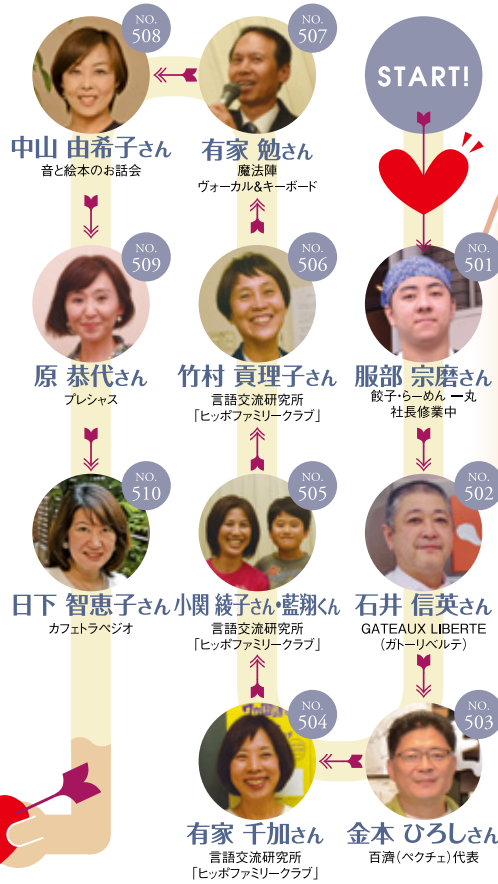 START!
NO.
501
服部 宗磨さん
餃子・らーめん 一丸
社長修業中
NO.
502
石井 信英さん
GATEAUX LIBERTE
（ガトーリベルテ）
NO.
503
金本 ひろしさん
百濟（ペクチェ）代表
NO.
504
有家 千加さん
言語交流研究所
「ヒッポファミリークラブ」
NO.
505
小関 綾子さん・藍翔くん
言語交流研究所
「ヒッポファミリークラブ」
NO.
506
竹村 貢理子さん
言語交流研究所
「ヒッポファミリークラブ」
NO.
507
有家 勉さん
魔法陣
ヴォーカル&キーボード
NO.
508
中山 由希子さん
音と絵本のお話会
NO.
509
原 恭代さん
プレシャス
NO.
510
日下 智恵子さん
カフェトラペジオ